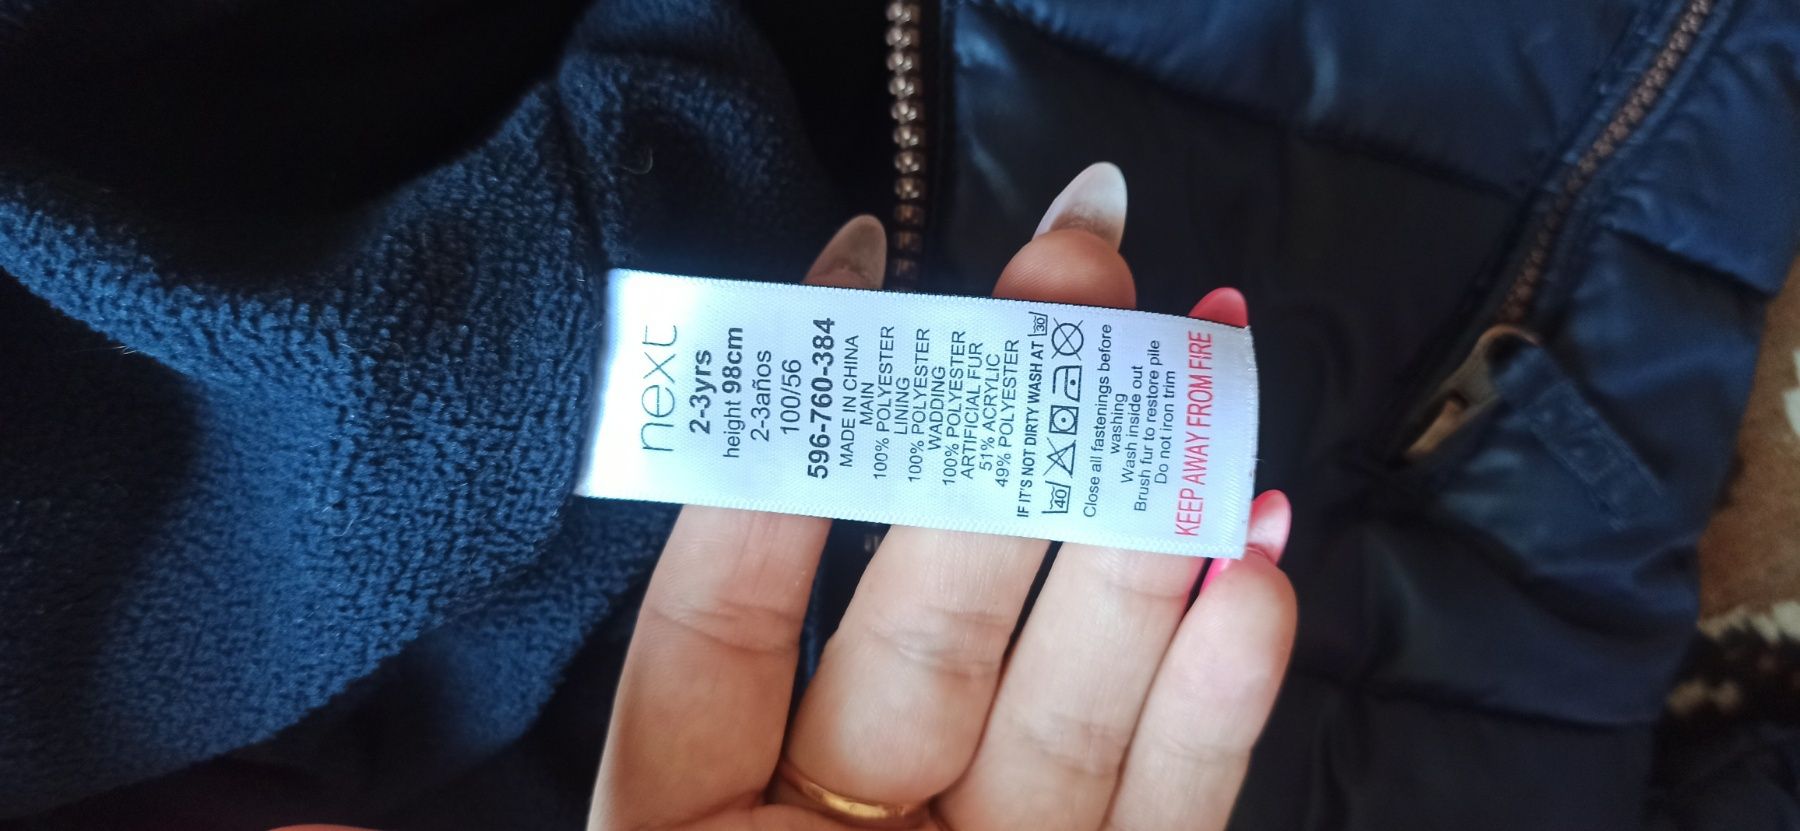 next
2-3yrs
height 98cm
2-3años
100/56
596-760-384
MADE IN CHINA
MAIN
100% POLYESTER
LINING
100% POLYESTER
WADDING
100% POLYESTER
ARTIFICIAL FUR
51% ACRYLIC
49% POLYESTER
IF IT'S NOT DIRTY WASH AT 30
40
Close all fastenings before
washing
Wash inside out
Brush fur to restore pile
Do not iron trim
KEEP AWAY FROM FIRE